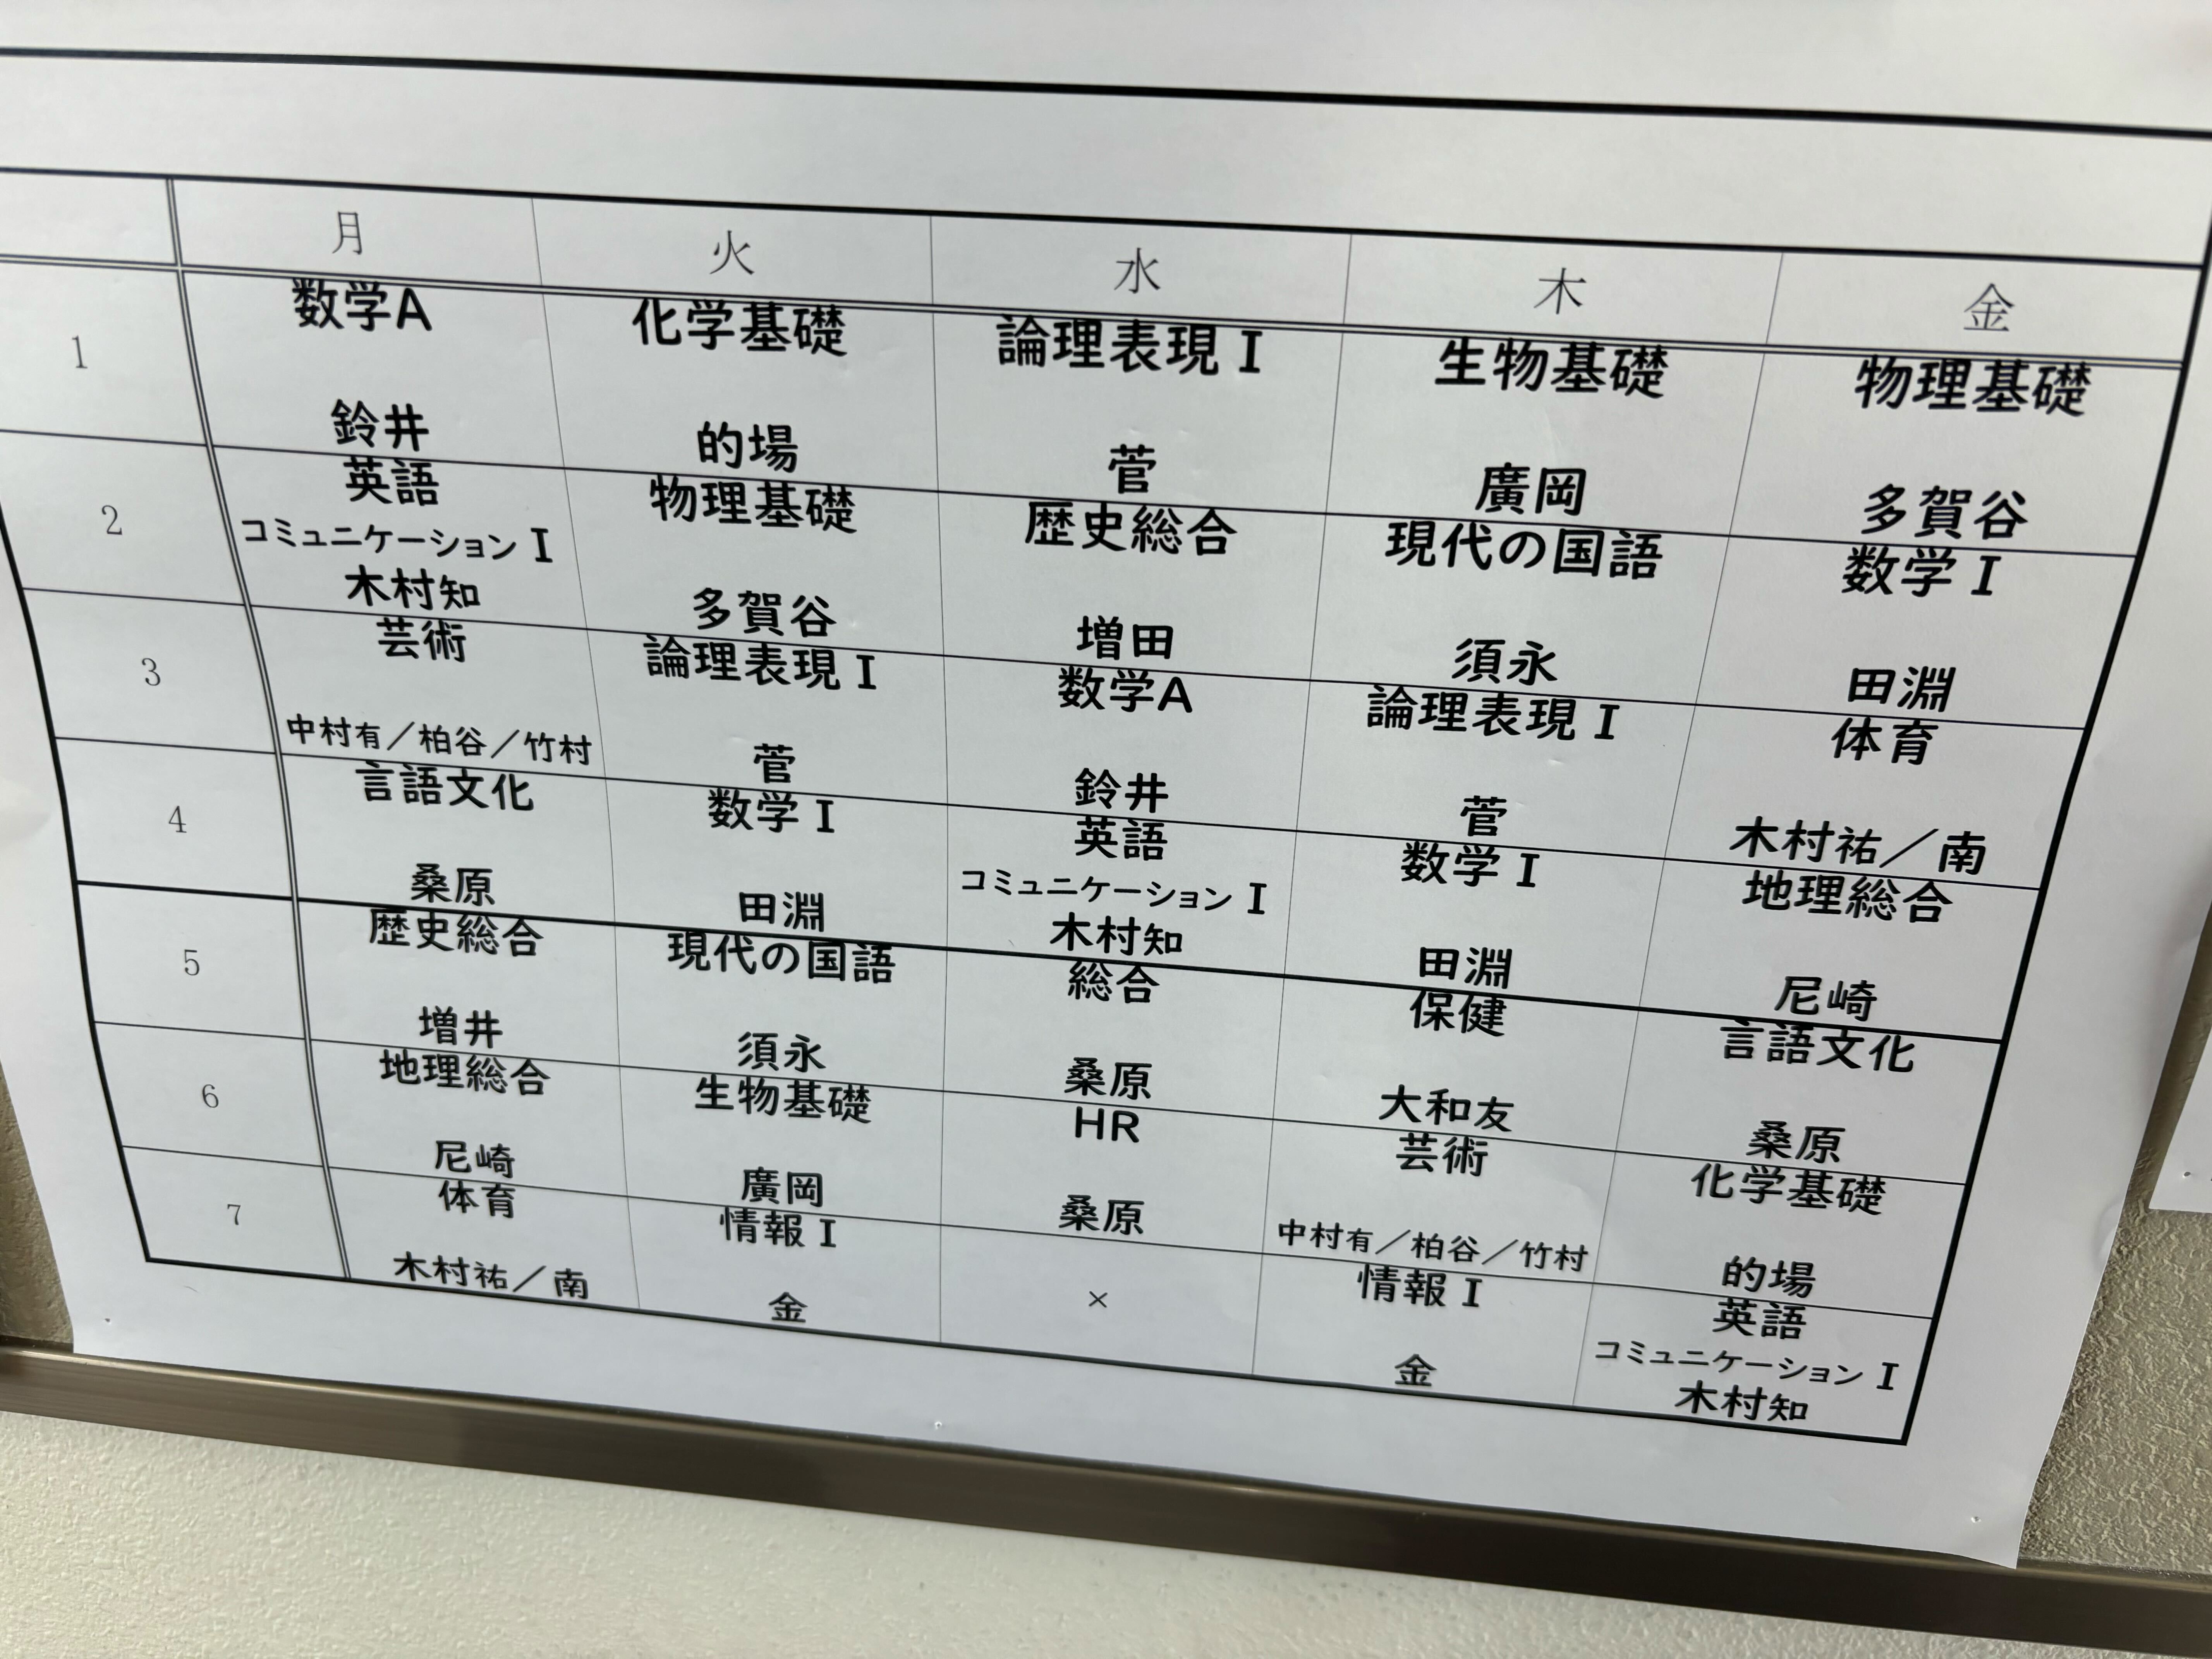 月 火 水 木 金
1 数学A 化学基礎 論理表現Ⅰ 生物基礎 物理基礎
鈴井 的場 菅 廣岡 多賀谷
2 英語 物理基礎 歴史総合 現代の国語 数学Ⅰ
コミュニケーションⅠ
木村知 多賀谷 増田 須永 田淵
3 芸術 論理表現Ⅰ 数学A 論理表現Ⅰ 体育
中村有／柏谷／竹村 菅 鈴井 菅 木村祐／南
4 言語文化 数学Ⅰ 英語 数学Ⅰ 地理総合
コミュニケーションⅠ
桑原 田淵 木村知 田淵 尼崎
5 歴史総合 現代の国語 総合 保健 言語文化
増井 須永 桑原 大和友 桑原
6 地理総合 生物基礎 HR 芸術 化学基礎
尼崎 廣岡 桑原 中村有／柏谷／竹村 的場
7 体育 情報Ⅰ × 情報Ⅰ 英語
コミュニケーションⅠ
木村祐／南 金 金 木村知